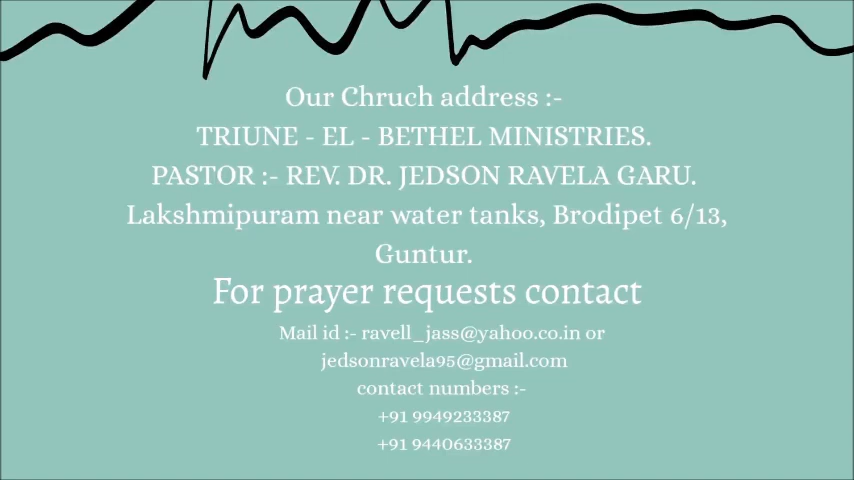 Our Chruch address :-
TRIUNE - EL - BETHEL MINISTRIES.
PASTOR :- REV. DR. JEDSON RAVELA GARU.
Lakshmipuram near water tanks, Brodipet 6/13,
Guntur.
For prayer requests contact
Mail id :- ravell_jass@yahoo.co.in or
jedsonravela95@gmail.com
contact numbers :-
+91 9949233387
+91 9440633387